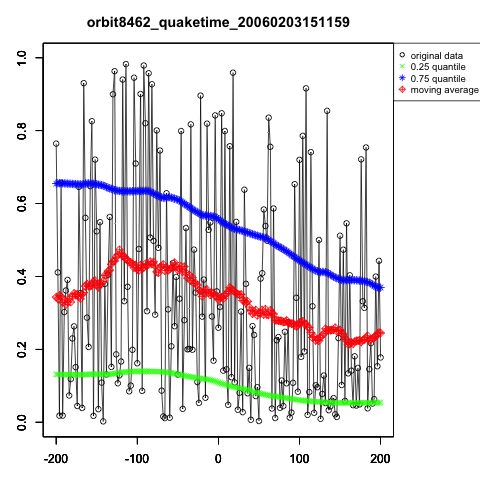 orbit8462_quaketime_20060203151159
original data
0.25 quantile
0.75 quantile
moving average
1.0
0.8
0.6
0.4
0.2
0.0
-200 -100 0 100 200